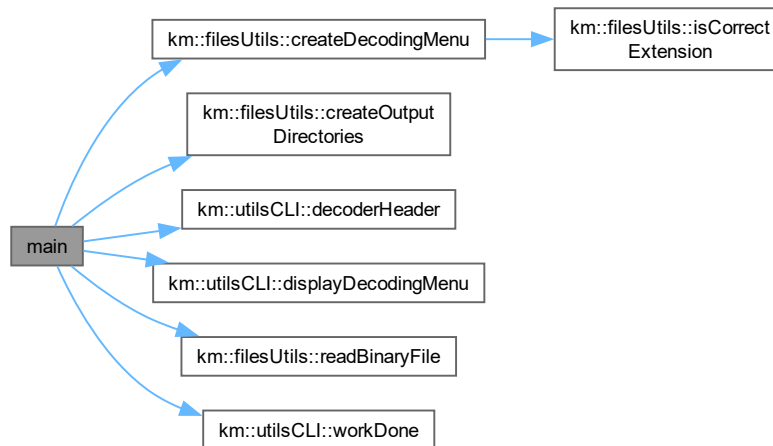 km::filesUtils::createDecodingMenu
km::filesUtils::isCorrect
Extension
km::filesUtils::createOutput
Directories
km::utilsCLI::decoderHeader
main
km::utilsCLI::displayDecodingMenu
km::filesUtils::readBinaryFile
km::utilsCLI::workDone